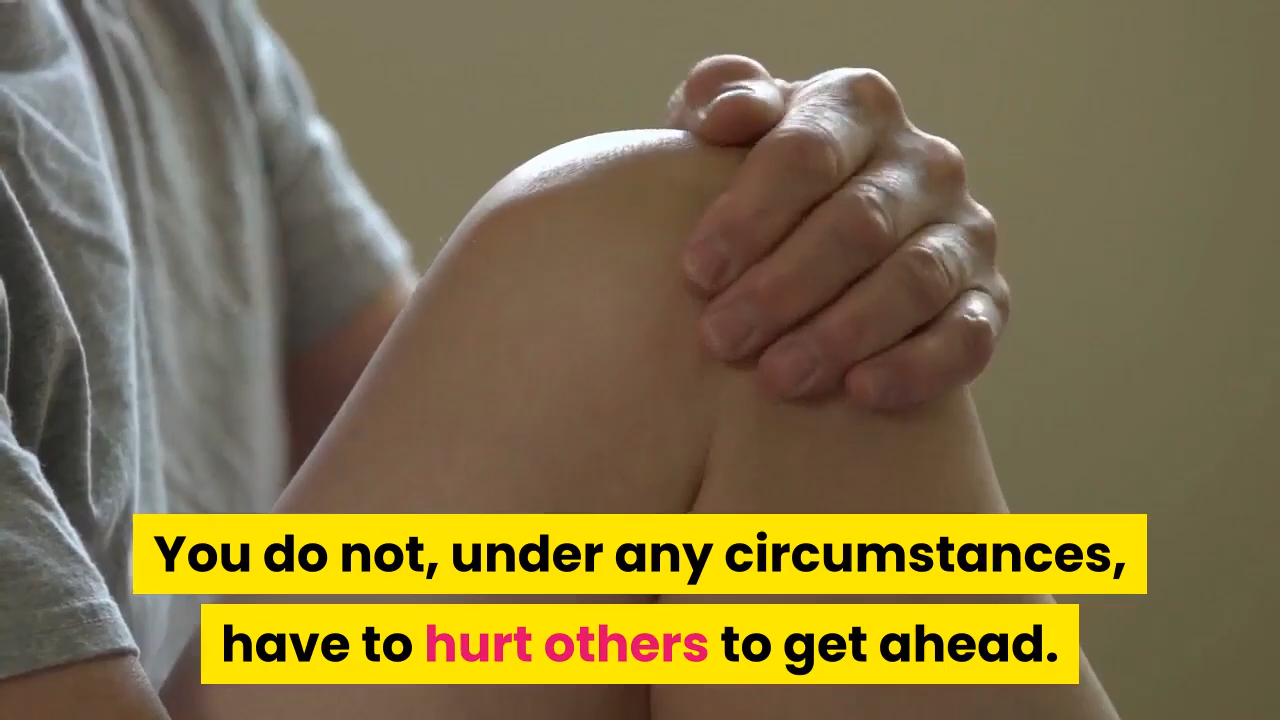 You do not, under any circumstances,
have to hurt others to get ahead.